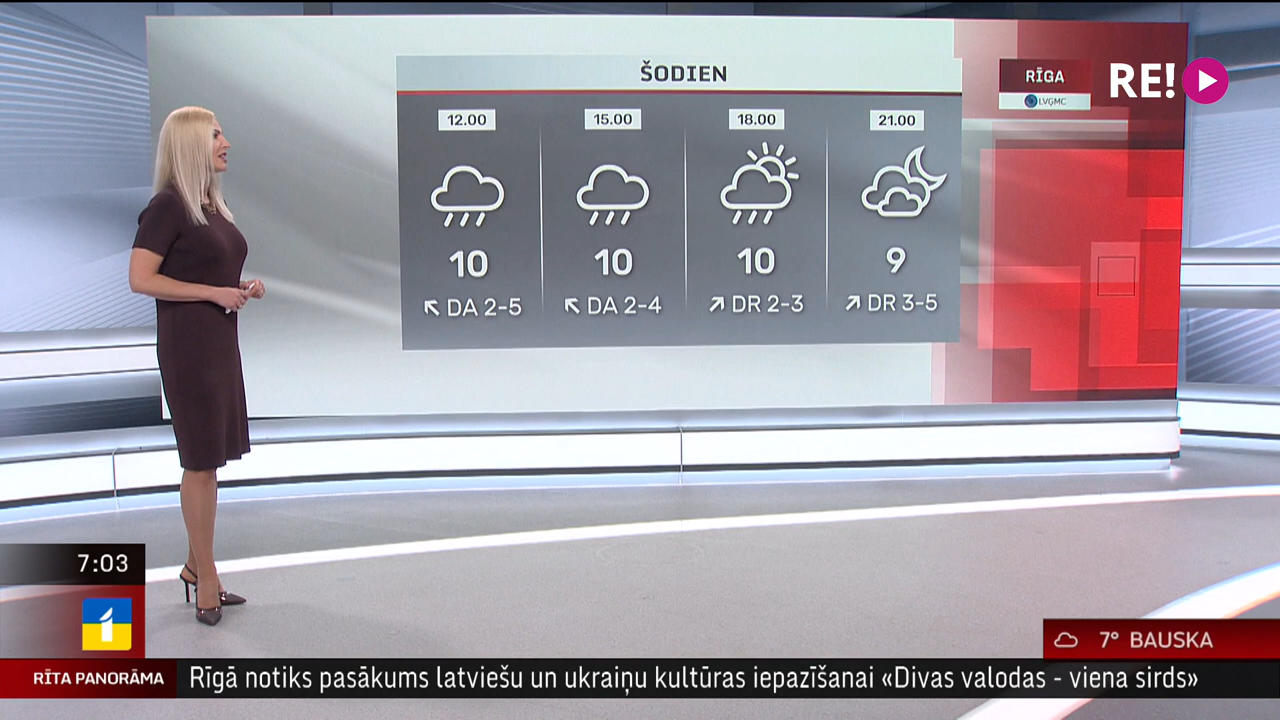 ŠODIEN
RĪGA
LVĢMC
RE!
12.00
15.00
18.00
21.00
10
10
10
9
DA 2-5
DA 2-4
DR 2-3
DR 3-5
7:03
1
7° BAUSKA
RĪTA PANORĀMA
Rīgā notiks pasākums latviešu un ukraiņu kultūras iepazīšanai «Divas valodas - viena sirds»